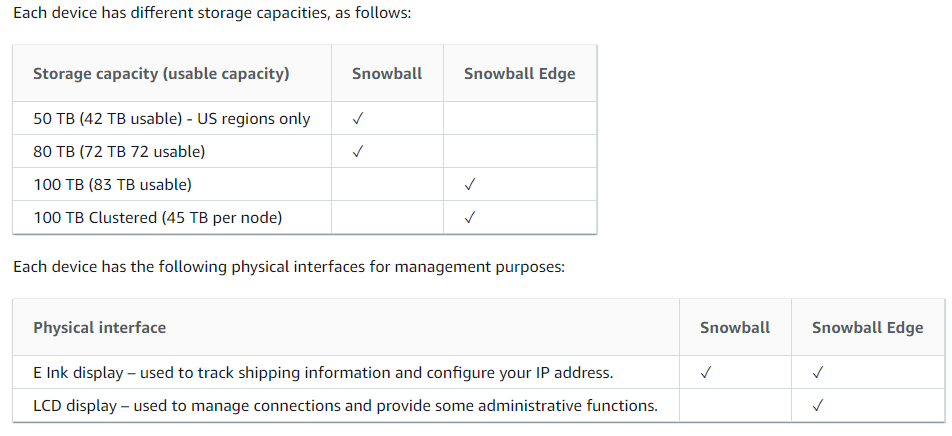 Each device has different storage capacities, as follows:
Storage capacity (usable capacity) Snowball Snowball Edge
50 TB (42 TB usable) - US regions only ✓
80 TB (72 TB 72 usable) ✓
100 TB (83 TB usable) ✓
100 TB Clustered (45 TB per node) ✓
Each device has the following physical interfaces for management purposes:
Physical interface Snowball Snowball Edge
E Ink display – used to track shipping information and configure your IP address. ✓ ✓
LCD display – used to manage connections and provide some administrative functions. ✓